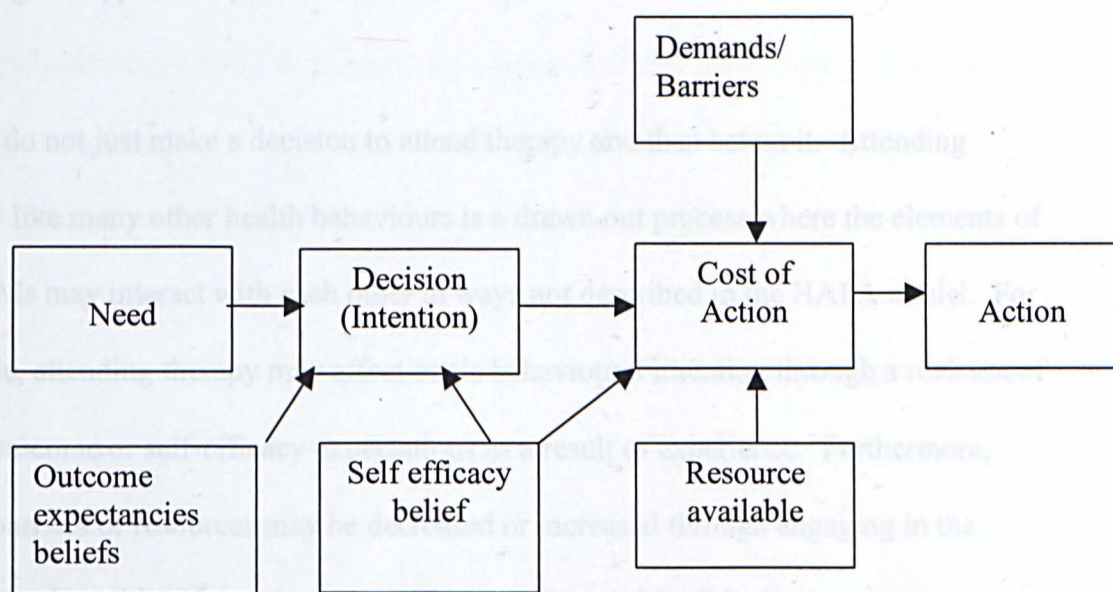 Demands/
Barriers
do not just make a decision to attend therapy and then act on it. Attending
like many other health behaviours is a drawn-out process where the elements of
may interact with each other in ways not described in the HAPA model. For
attending therapy may effect one's behavioural intention through a revision of
self-efficacy expectations as a result of experience. Furthermore,
or resources may be decreased or increased through engaging in the
Need
Decision
(Intention)
Cost of
Action
Action
Outcome
expectancies
beliefs
Self efficacy
belief
Resource
available